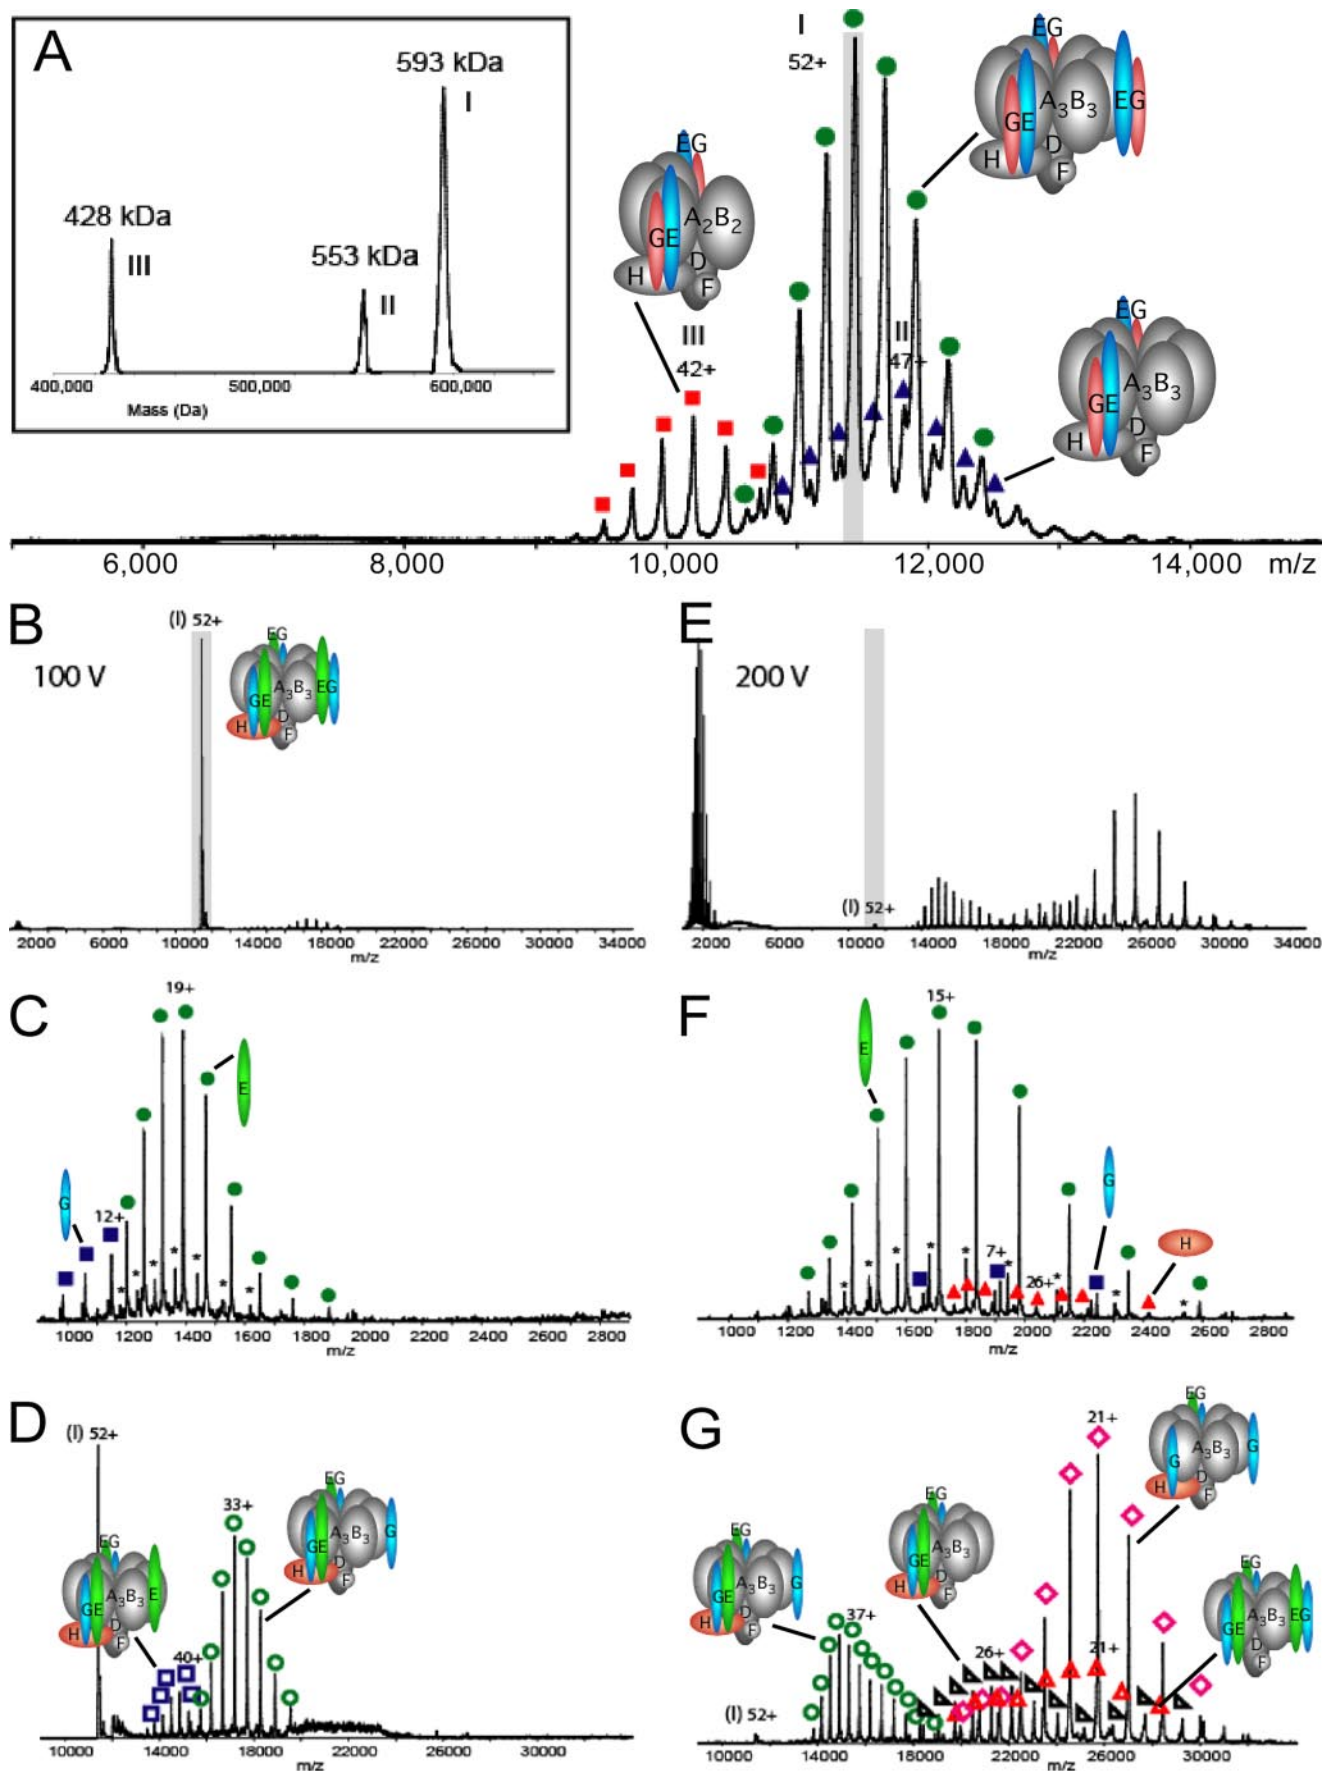 A
593 kDa
I
428 kDa
III
553 kDa
II
400,000 500,000 600,000
Mass (Da)
I
52+
EG
A3B3
EG
GE
D
H
F
EG
A2B2
GE
D
H
F
III
42+
II
47+
EG
A3B3
GE
D
H
F
6,000 8,000 10,000 12,000 14,000 m/z
B
(I) 52+
100 V
EG
A3B3
EG
GE
D
H
F
2000 6000 10000 14000 18000 22000 26000 30000 34000
m/z
E
200 V
(I) 52+
2000 6000 10000 14000 18000 22000 26000 30000 34000
m/z
C
19+
E
G
12+
* * * * * * * *
1000 1200 1400 1600 1800 2000 2200 2400 2600 2800
m/z
F
15+
E
G
H
7+
26+
* * * * * * * * *
1000 1200 1400 1600 1800 2000 2200 2400 2600 2800
m/z
D
(I) 52+
33+
EG
A3B3
G
GE
D
H
F
EG
A3B3
E
GE
D
H
F
40+
10000 14000 18000 22000 26000 30000
m/z
G
21+
EG
A3B3
G
G
D
H
F
EG
A3B3
GE
D
H
F
EG
A3B3
G
GE
D
H
F
EG
A3B3
EG
GE
D
F
37+
26+
21+
(I) 52+
10000 14000 18000 22000 26000 30000
m/z